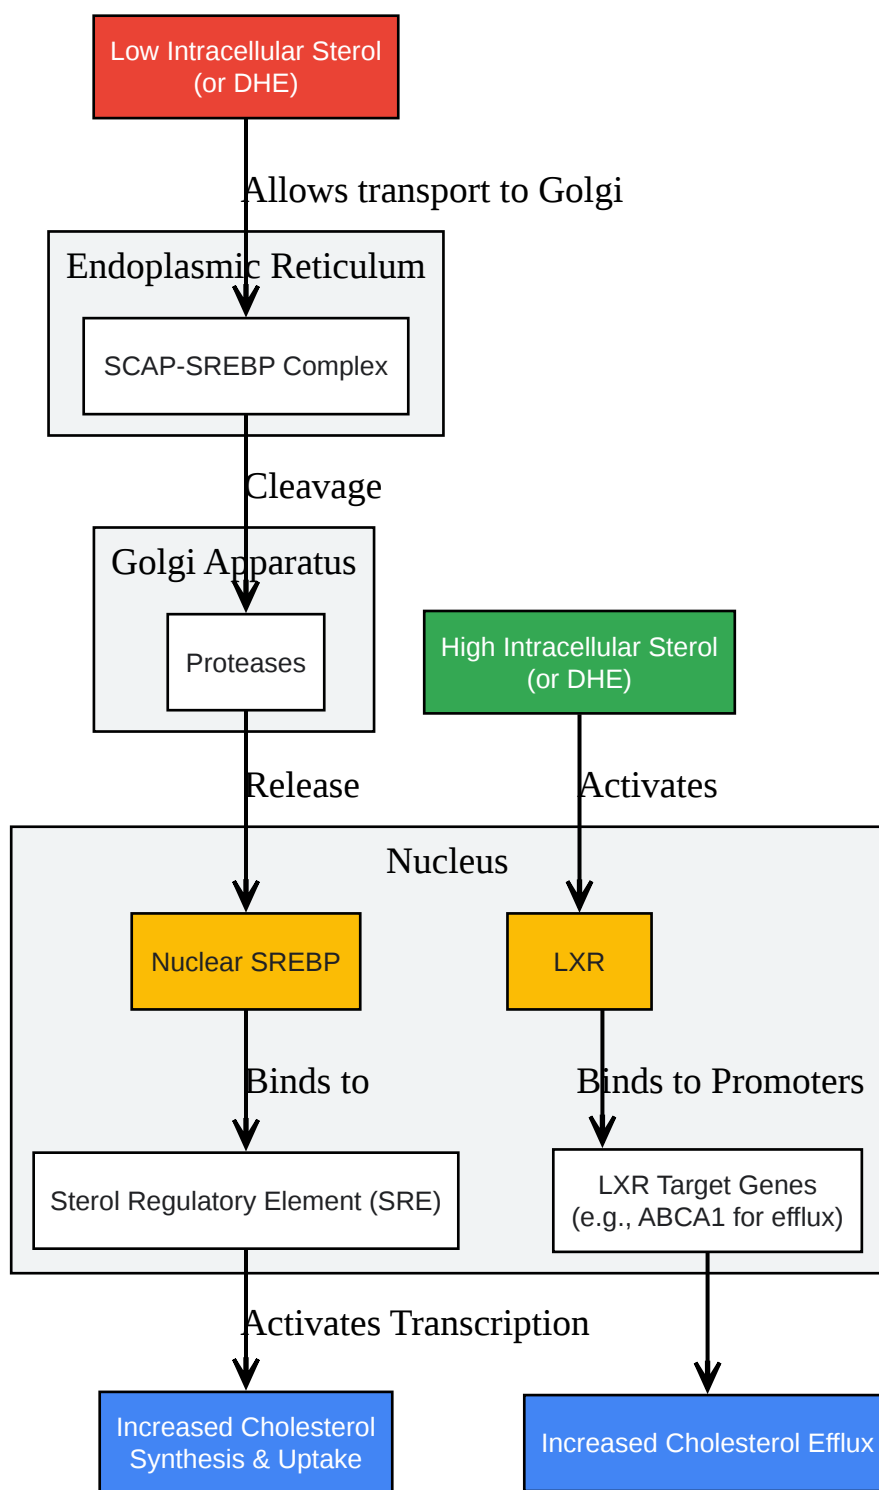 Low Intracellular Sterol
(or DHE)
Allows transport to Golgi
Endoplasmic Reticulum
SCAP-SREBP Complex
Cleavage
Golgi Apparatus
Proteases
High Intracellular Sterol
(or DHE)
Release
Activates
Nucleus
Nuclear SREBP
LXR
Binds to
Binds to Promoters
Sterol Regulatory Element (SRE)
LXR Target Genes
(e.g., ABCA1 for efflux)
Activates Transcription
Increased Cholesterol
Synthesis & Uptake
Increased Cholesterol Efflux